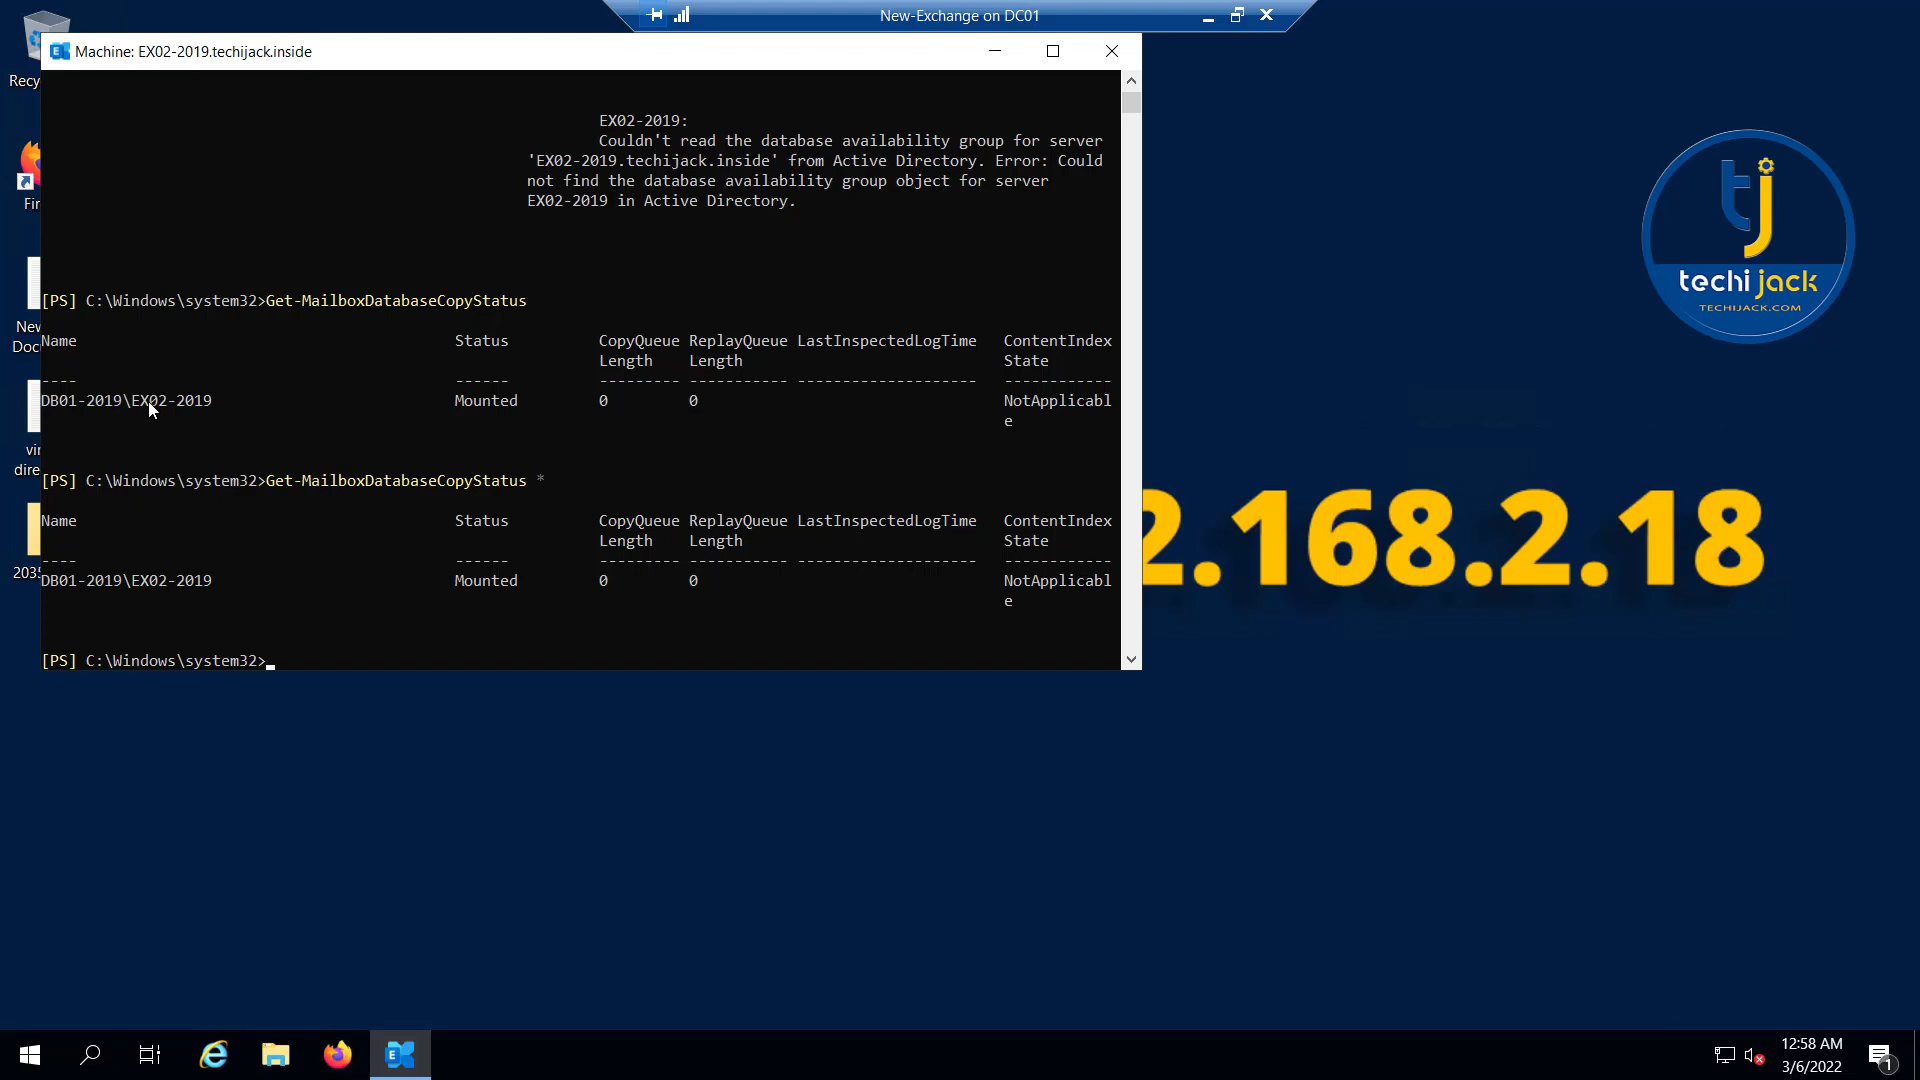 New-Exchange on DC01
Machine: EX02-2019.techijack.inside
EX02-2019:
Couldn't read the database availability group for server
'EX02-2019.techijack.inside' from Active Directory. Error: Could
not find the database availability group object for server
EX02-2019 in Active Directory.
[PS] C:\Windows\system32>Get-MailboxDatabaseCopyStatus
Name Status CopyQueue ReplayQueue LastInspectedLogTime ContentIndex
Length Length State
---- ------ --------- ----------- -------------------- ------------
DB01-2019\EX02-2019 Mounted 0 0 NotApplicabl
e
[PS] C:\Windows\system32>Get-MailboxDatabaseCopyStatus *
Name Status CopyQueue ReplayQueue LastInspectedLogTime ContentIndex
Length Length State
---- ------ --------- ----------- -------------------- ------------
DB01-2019\EX02-2019 Mounted 0 0 NotApplicabl
e
[PS] C:\Windows\system32>
Recy
Fir
New
Doc
vir
dire
2035
tj
techi jack
TECHIJACK.COM
2.168.2.18
12:58 AM
3/6/2022
1